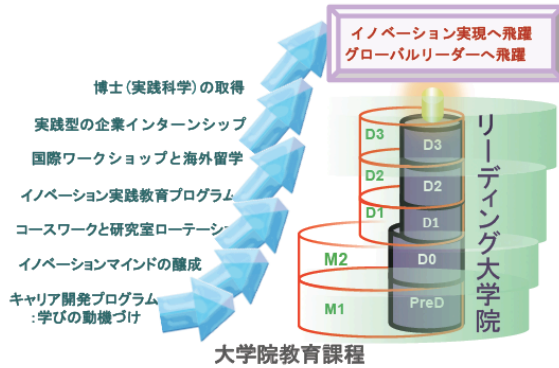 イノベーション実現へ飛躍
グローバルリーダーへ飛躍
博士(実践科学)の取得
実践型の企業インターンシップ
国際ワークショップと海外留学
イノベーション実践教育プログラム
コースワークと研究室ローテーシ
イノベーションマインドの醸成
キャリア開発プログラム
:学びの動機づけ
D3
D2
D1
M2
M1
D3
D2
D1
D0
PreD
リーディング大学院
大学院教育課程